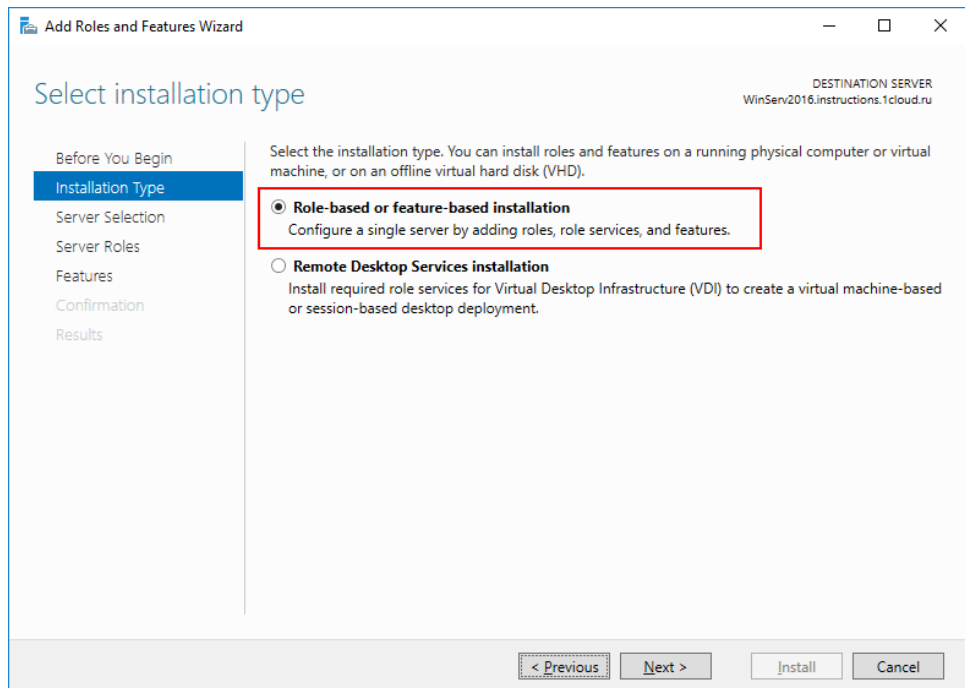 Add Roles and Features Wizard
Select installation type
DESTINATION SERVER
WinServ2016.instructions.1cloud.ru
Before You Begin
Installation Type
Server Selection
Server Roles
Features
Confirmation
Results
Select the installation type. You can install roles and features on a running physical computer or virtual
machine, or on an offline virtual hard disk (VHD).
Role-based or feature-based installation
Configure a single server by adding roles, role services, and features.
Remote Desktop Services installation
Install required role services for Virtual Desktop Infrastructure (VDI) to create a virtual machine-based
or session-based desktop deployment.
< Previous
Next >
Install
Cancel